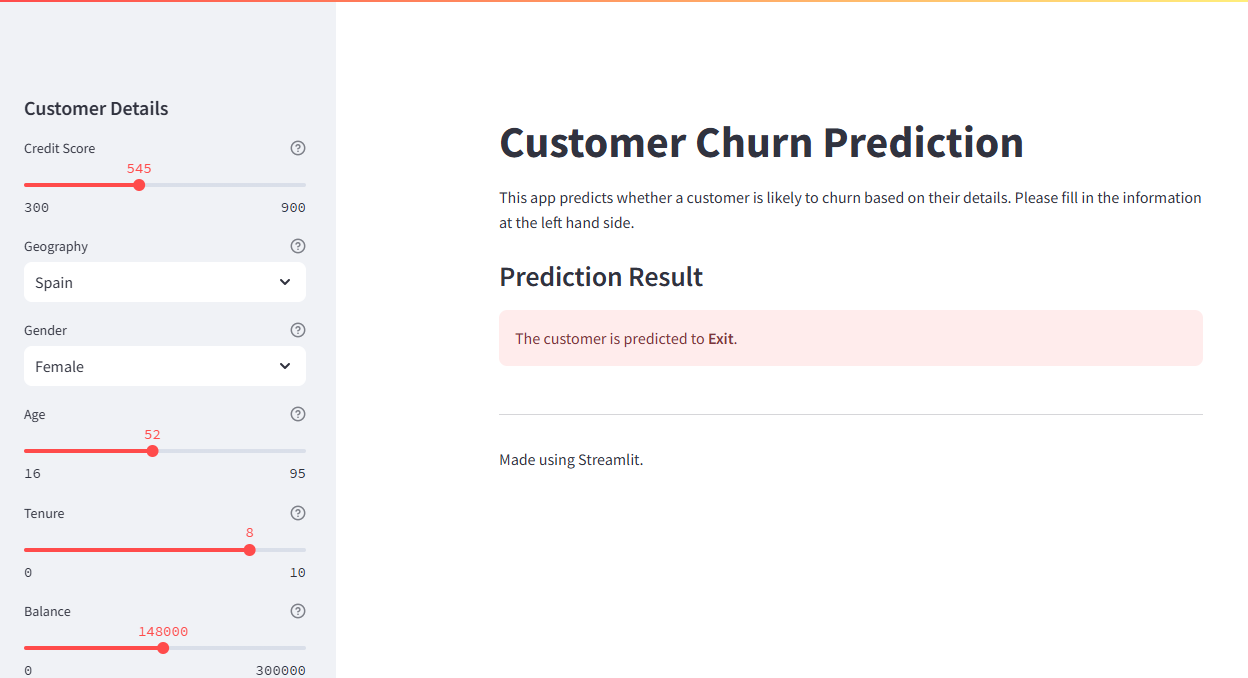 Customer Details
Credit Score
545
300 900
Geography
Spain
Gender
Female
Age
52
16 95
Tenure
8
0 10
Balance
148000
0 300000
Customer Churn Prediction
This app predicts whether a customer is likely to churn based on their details. Please fill in the information
at the left hand side.
Prediction Result
The customer is predicted to Exit.
Made using Streamlit.